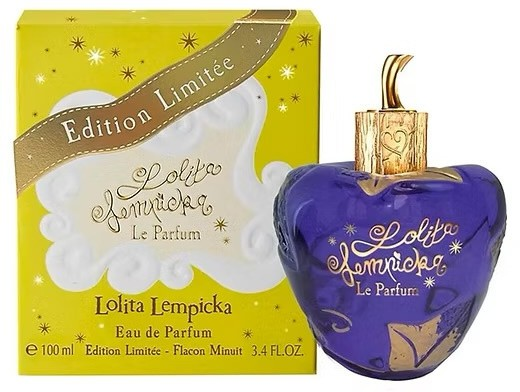 Edition Limitée
Lolita
Lempicka
Le Parfum
Lolita Lempicka
Eau de Parfum
℮ 100 ml Edition Limitée - Flacon Minuit 3.4 FL.OZ.
Lolita
Lempicka
Le Parfum